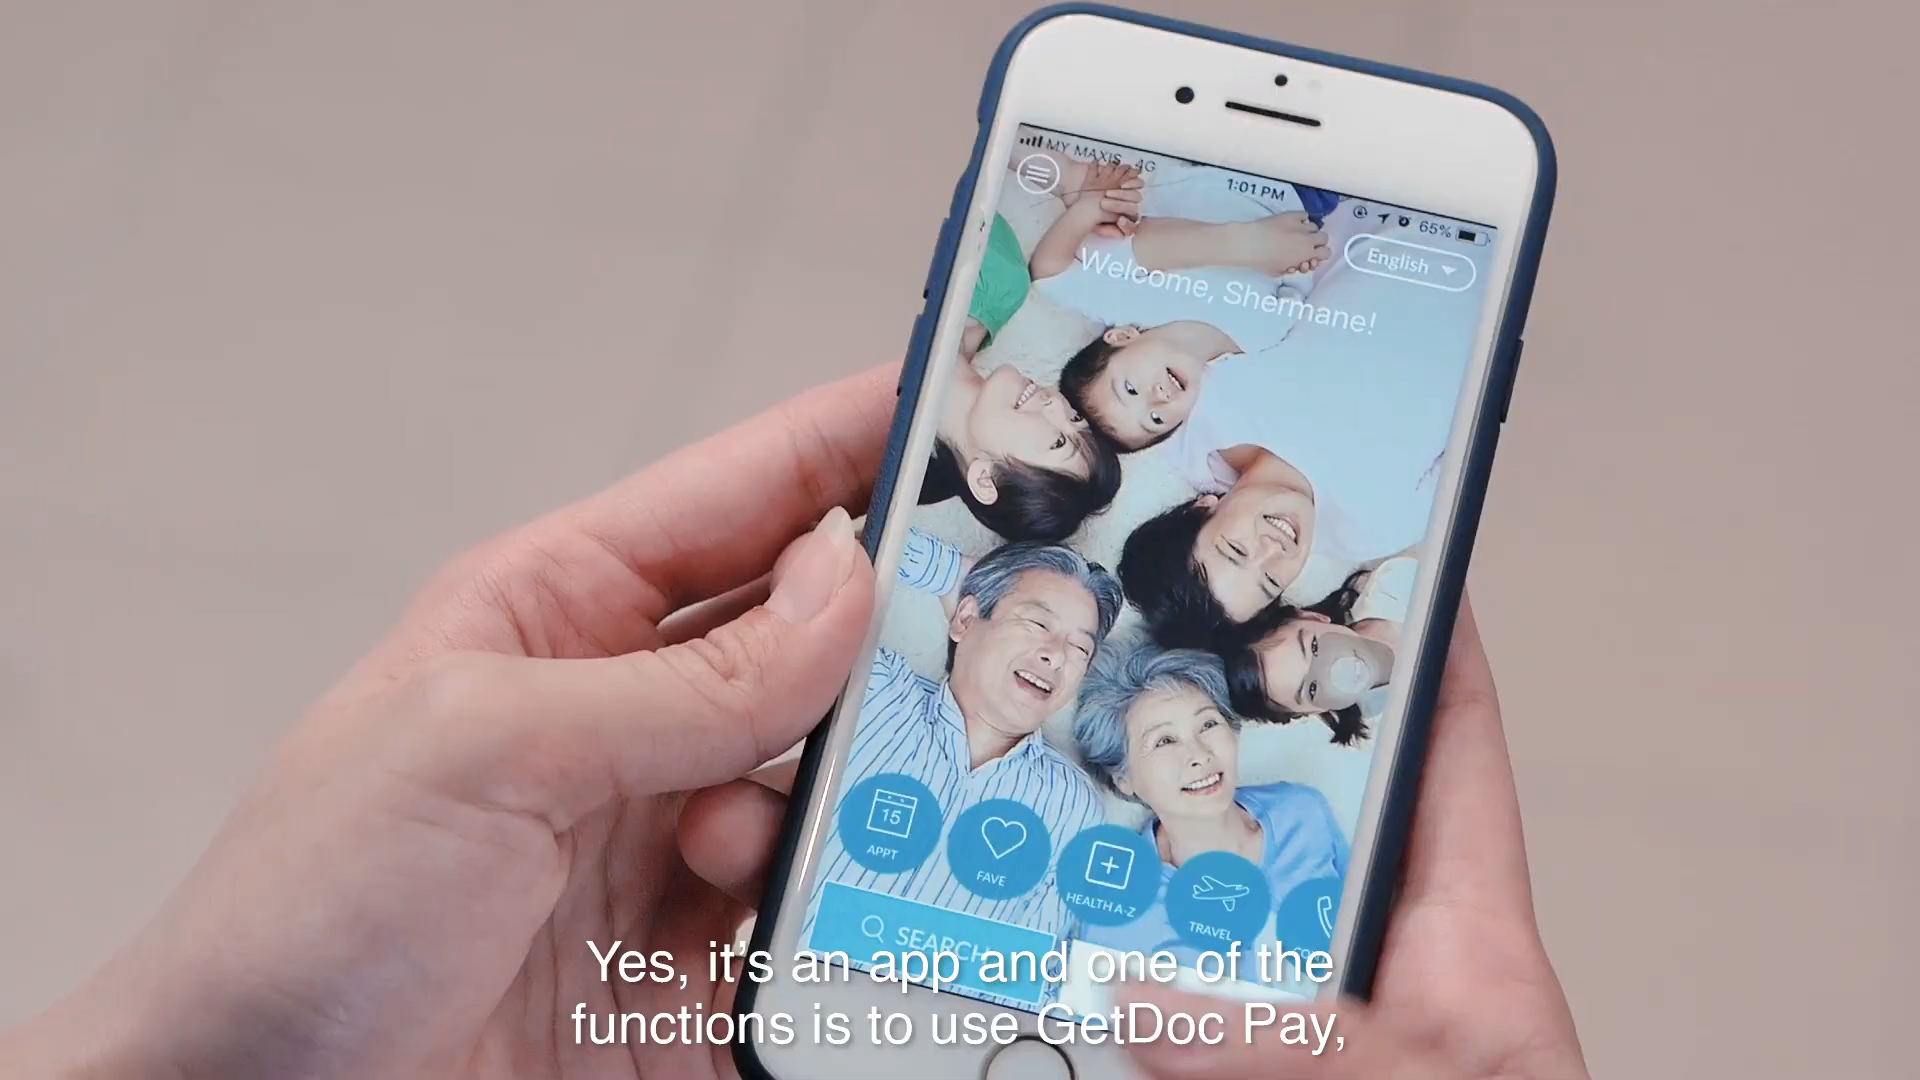 MY MAXIS 4G
1:01 PM
65%
English
Welcome, Shermane!
15
APPT
FAVE
HEALTH A-Z
TRAVEL
SEARCH
Yes, it’s an app and one of the
functions is to use GetDoc Pay,